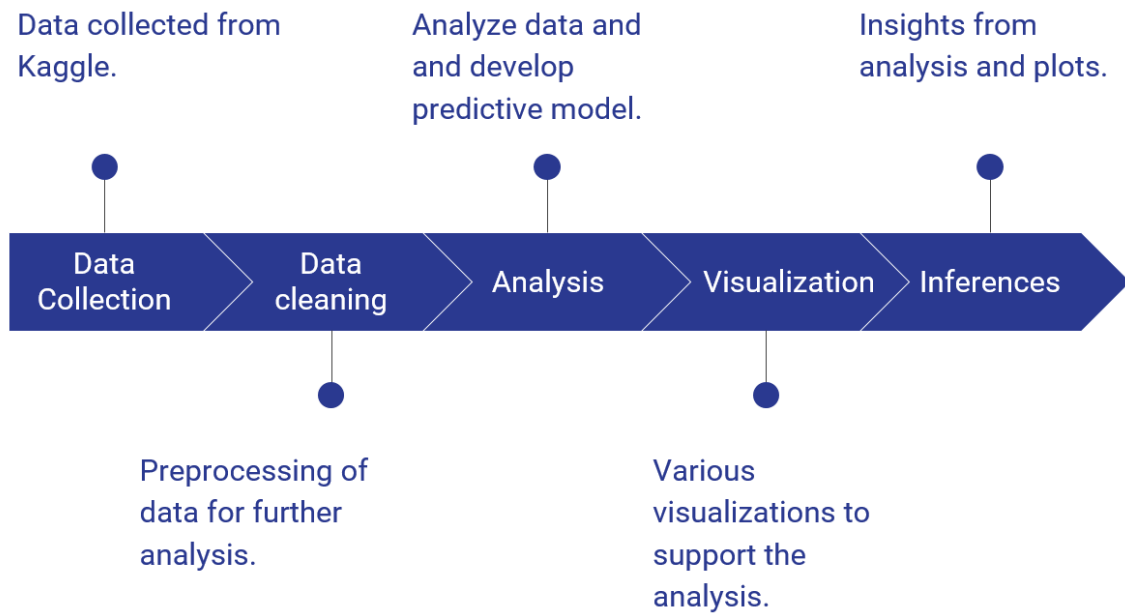 Data collected from
Kaggle.
Analyze data and
and develop
predictive model.
Insights from
analysis and plots.
Data
Collection
Data
cleaning
Analysis
Visualization
Inferences
Preprocessing of
data for further
analysis.
Various
visualizations to
support the
analysis.